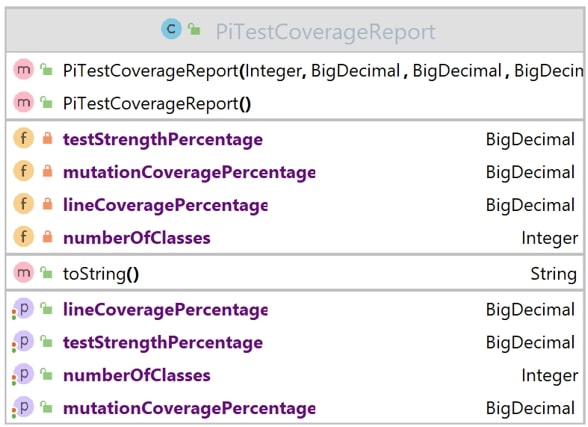 C PiTestCoverageReport
m PiTestCoverageReport(Integer, BigDecimal, BigDecimal, BigDecin
m PiTestCoverageReport()
f testStrengthPercentage BigDecimal
f mutationCoveragePercentage BigDecimal
f lineCoveragePercentage BigDecimal
f numberOfClasses Integer
m toString() String
p lineCoveragePercentage BigDecimal
p testStrengthPercentage BigDecimal
p numberOfClasses Integer
p mutationCoveragePercentage BigDecimal